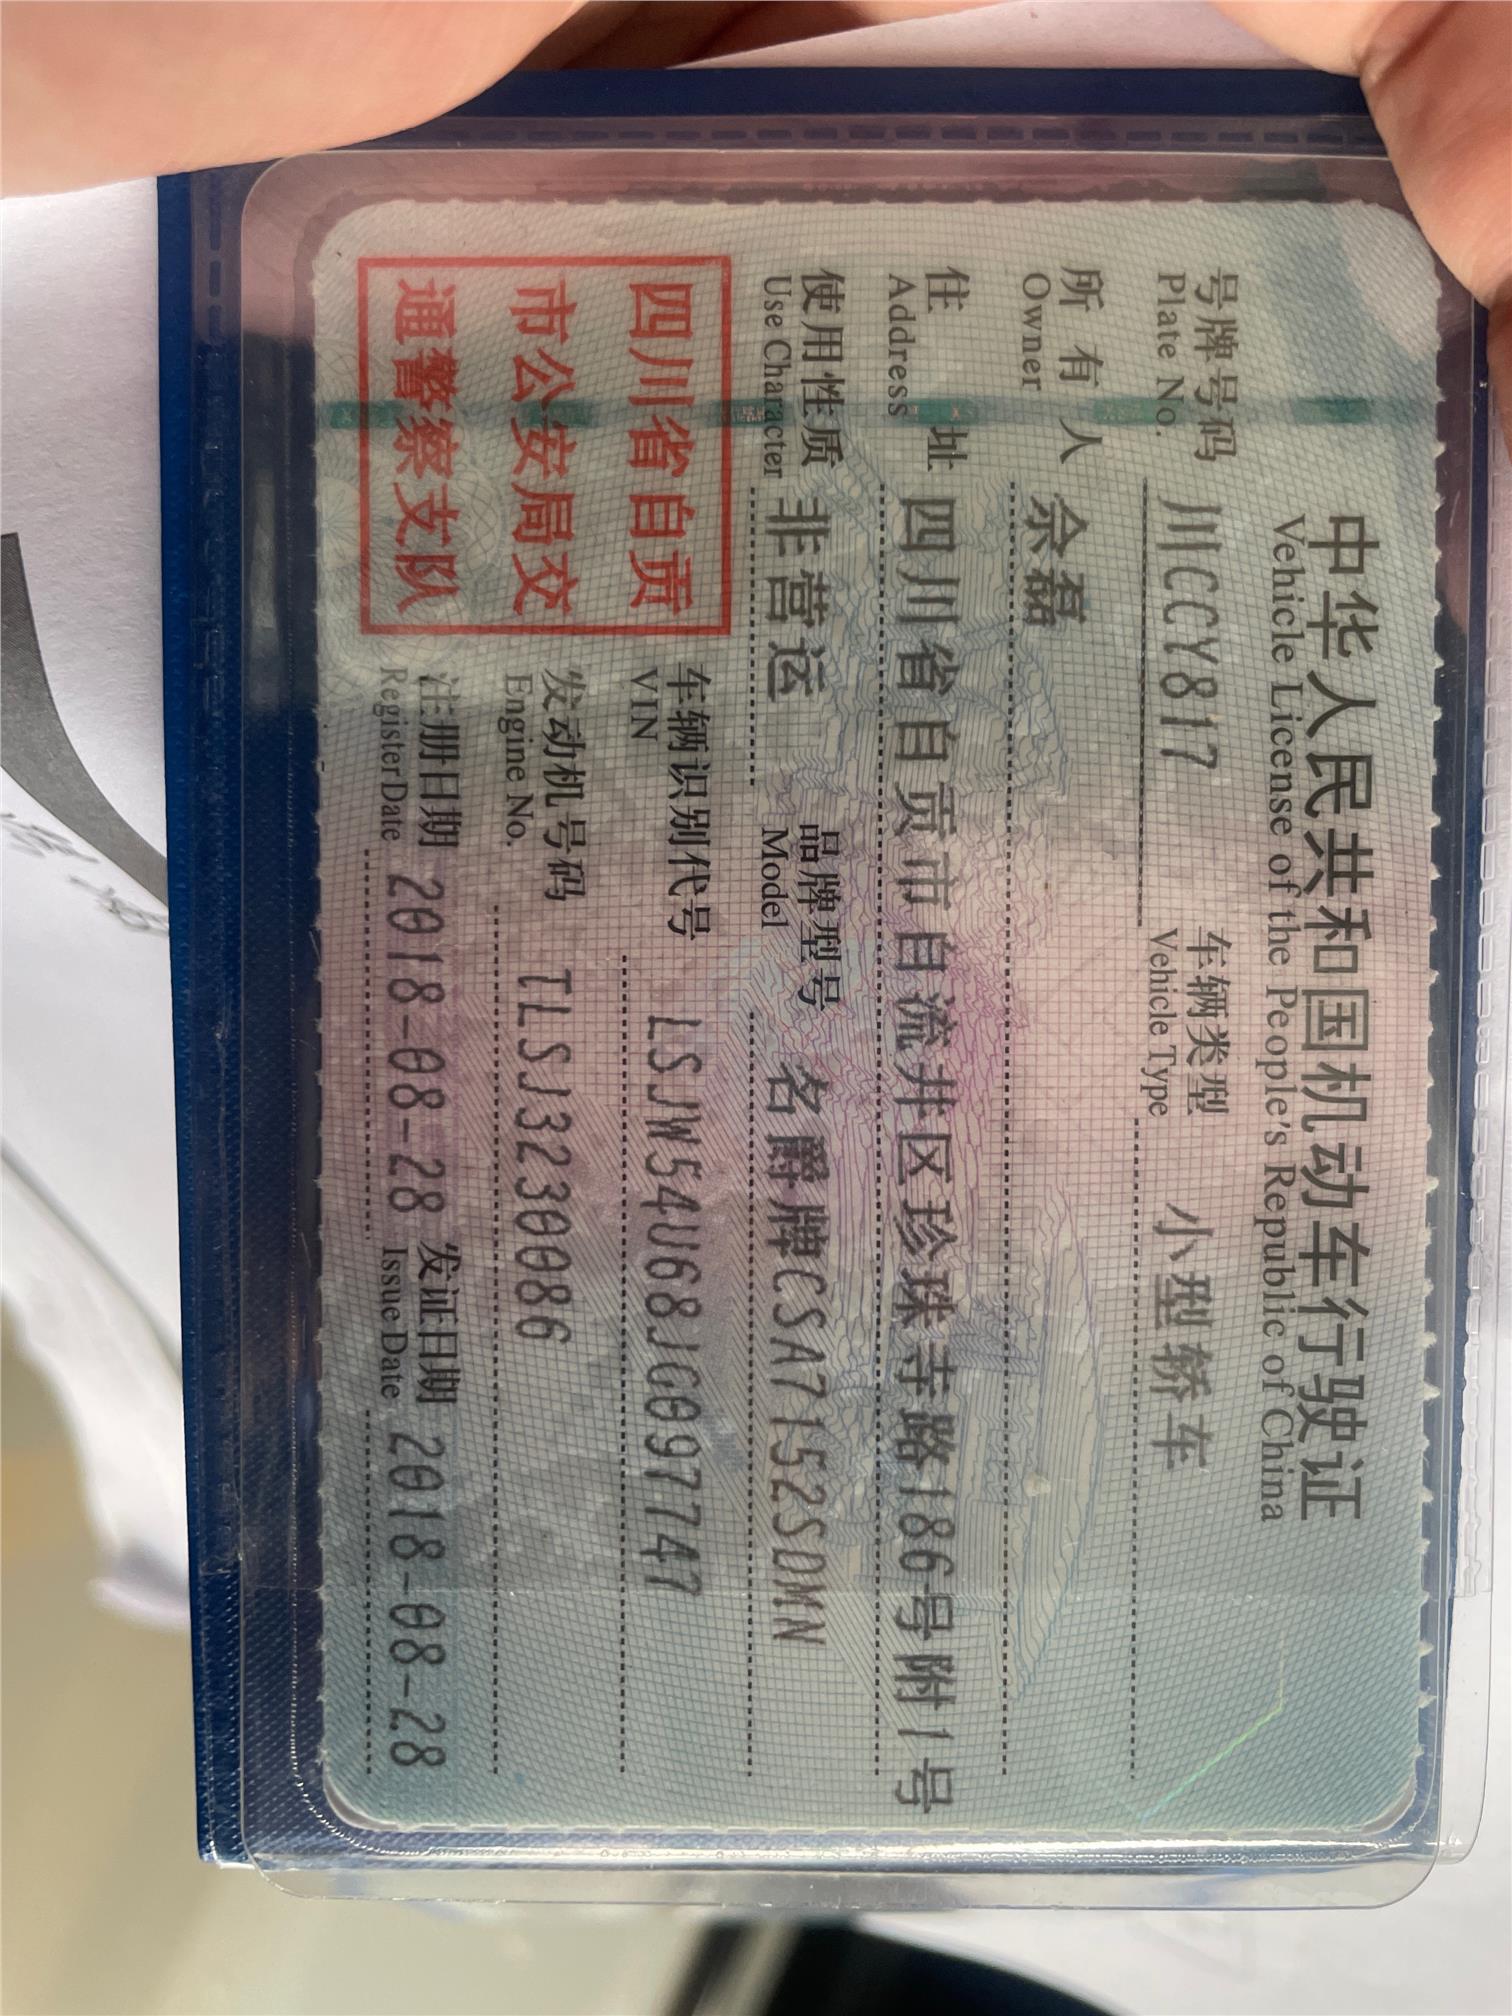 中华人民共和国机动车行驶证
Vehicle License of the People's Republic of China
号牌号码 川CCY817 车辆类型 小型轿车
Plate No. Vehicle Type
所有人 佘磊
Owner
住址 四川省自贡市自流井区珍珠寺路186号附1号
Address
使用性质 非营运 品牌型号 名爵牌CSA7152SDMN
Use Character Model
四川省自贡
市公安局交
通警察支队
车辆识别代号 LSJW54U68JG097747
VIN
发动机号码 TLSJ3230086
Engine No.
注册日期 2018-08-28 发证日期 2018-08-28
Register Date Issue Date